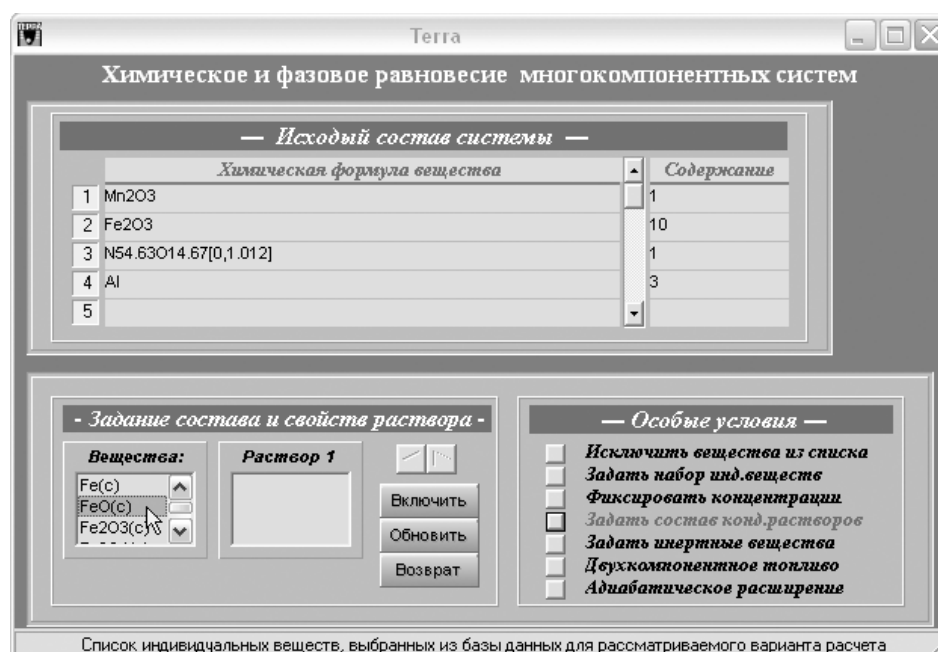 Terra
Химическое и фазовое равновесие многокомпонентных систем
— Исходый состав системы —
Химическая формула вещества Содержание
1 Mn2O3 1
2 Fe2O3 10
3 N54.63O14.67[0,1.012] 1
4 Al 3
5
- Задание состава и свойств раствора -
Вещества:
Fe(c)
FeO(c)
Fe2O3(c)
Раствор 1
Включить
Обновить
Возврат
— Особые условия —
Исключить вещества из списка
Задать набор инд.веществ
Фиксировать концентрации
Задать состав конд.растворов
Задать инертные вещества
Двухкомпонентное топливо
Адиабатическое расширение
Список индивидуальных веществ, выбранных из базы данных для рассматриваемого варианта расчета